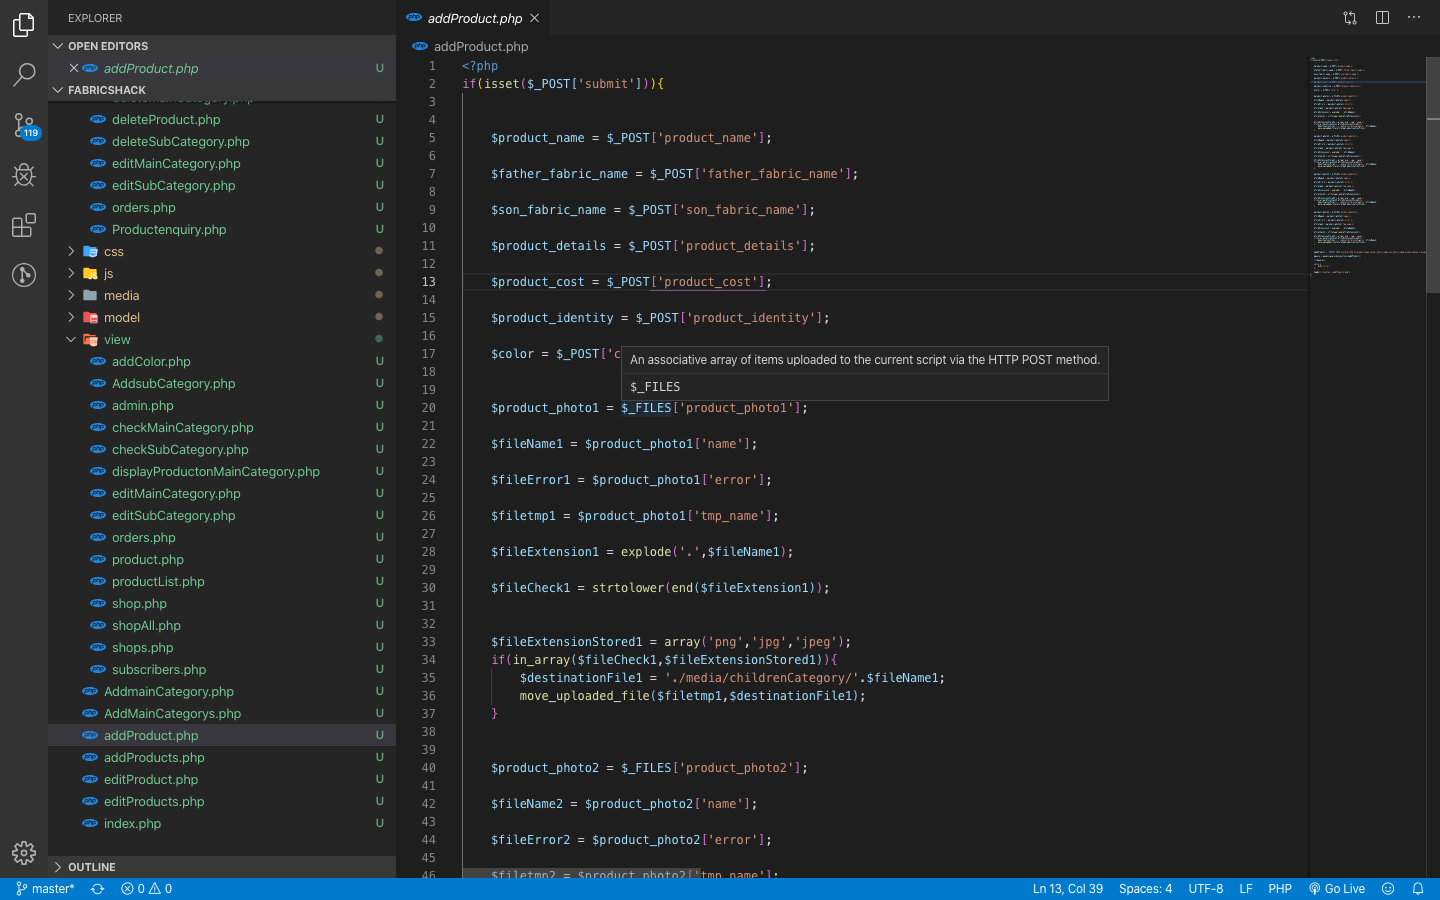 EXPLORER
OPEN EDITORS
addProduct.php U
FABRICSHACK
deleteProduct.php U
deleteSubCategory.php U
editMainCategory.php U
editSubCategory.php U
orders.php U
Productenquiry.php U
css
js
media
model
view
addColor.php U
AddsubCategory.php U
admin.php U
checkMainCategory.php U
checkSubCategory.php U
displayProductonMainCategory.php U
editMainCategory.php U
editSubCategory.php U
orders.php U
product.php U
productList.php U
shop.php U
shopAll.php U
shops.php U
subscribers.php U
AddmainCategory.php U
AddMainCategorys.php U
addProduct.php U
addProducts.php U
editProduct.php U
editProducts.php U
index.php U
OUTLINE
119
addProduct.php
addProduct.php
1 <?php
2 if(isset($_POST['submit'])){
3
4
5 $product_name = $_POST['product_name'];
6
7 $father_fabric_name = $_POST['father_fabric_name'];
8
9 $son_fabric_name = $_POST['son_fabric_name'];
10
11 $product_details = $_POST['product_details'];
12
13 $product_cost = $_POST['product_cost'];
14
15 $product_identity = $_POST['product_identity'];
16
17 $color = $_POST['c
An associative array of items uploaded to the current script via the HTTP POST method.
18
19
$_FILES
20 $product_photo1 = $_FILES['product_photo1'];
21
22 $fileName1 = $product_photo1['name'];
23
24 $fileError1 = $product_photo1['error'];
25
26 $filetmp1 = $product_photo1['tmp_name'];
27
28 $fileExtension1 = explode('.',$fileName1);
29
30 $fileCheck1 = strtolower(end($fileExtension1));
31
32
33 $fileExtensionStored1 = array('png','jpg','jpeg');
34 if(in_array($fileCheck1,$fileExtensionStored1)){
35 $destinationFile1 = './media/childrenCategory/'.$fileName1;
36 move_uploaded_file($filetmp1,$destinationFile1);
37 }
38
39
40 $product_photo2 = $_FILES['product_photo2'];
41
42 $fileName2 = $product_photo2['name'];
43
44 $fileError2 = $product_photo2['error'];
45
46 $filetmp2 = $product_photo2['tmp_name'];
master* 0 0 Ln 13, Col 39 Spaces: 4 UTF-8 LF PHP Go Live